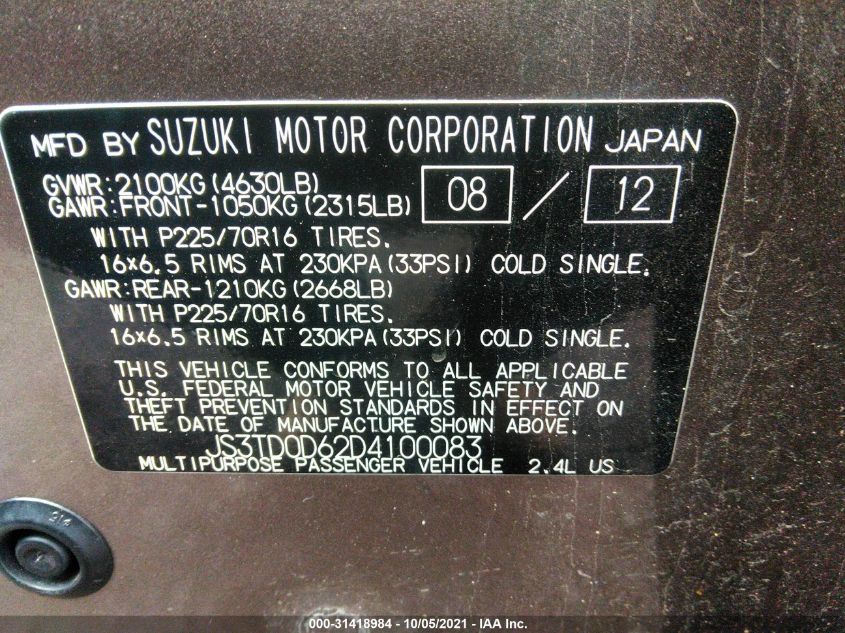 MFD BY SUZUKI MOTOR CORPORATION JAPAN
GVWR:2100KG(4630LB)
GAWR:FRONT-1050KG(2315LB) 08 / 12
WITH P225/70R16 TIRES.
16x6.5 RIMS AT 230KPA(33PSI) COLD SINGLE.
GAWR:REAR-1210KG(2668LB)
WITH P225/70R16 TIRES.
16x6.5 RIMS AT 230KPA(33PSI) COLD SINGLE.
THIS VEHICLE CONFORMS TO ALL APPLICABLE
U.S. FEDERAL MOTOR VEHICLE SAFETY AND
THEFT PREVENTION STANDARDS IN EFFECT ON
THE DATE OF MANUFACTURE SHOWN ABOVE.
JS3TD0D62D4100083
MULTIPURPOSE PASSENGER VEHICLE 2.4L US
214
000-31418984 - 10/05/2021 - IAA Inc.